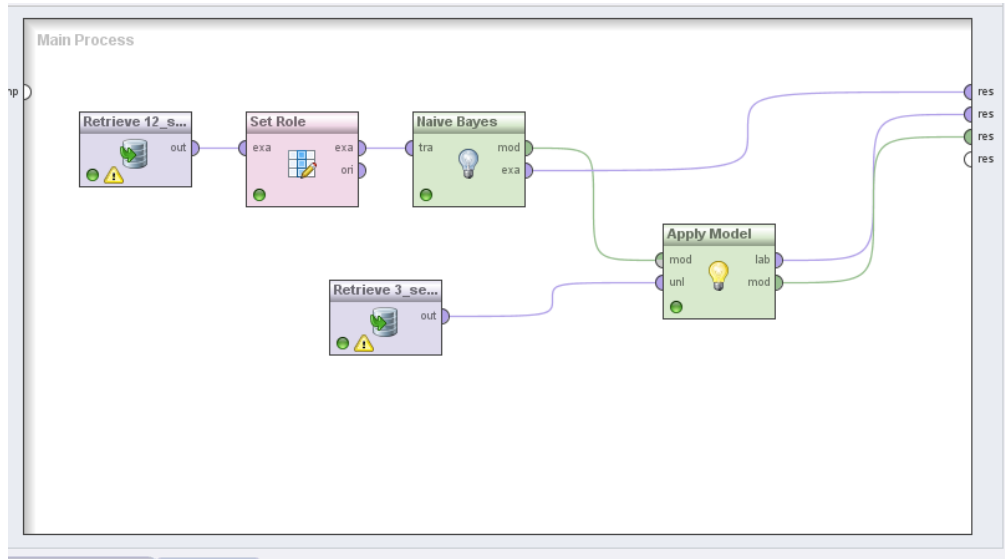 Main Process
res
res
res
res
Retrieve 12_s...
out
Set Role
exa exa
ori
Naive Bayes
tra mod
exa
Apply Model
mod lab
unl mod
Retrieve 3_se...
out